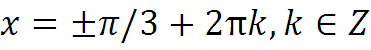 x = ±π/3 + 2πk, k ∈ Z